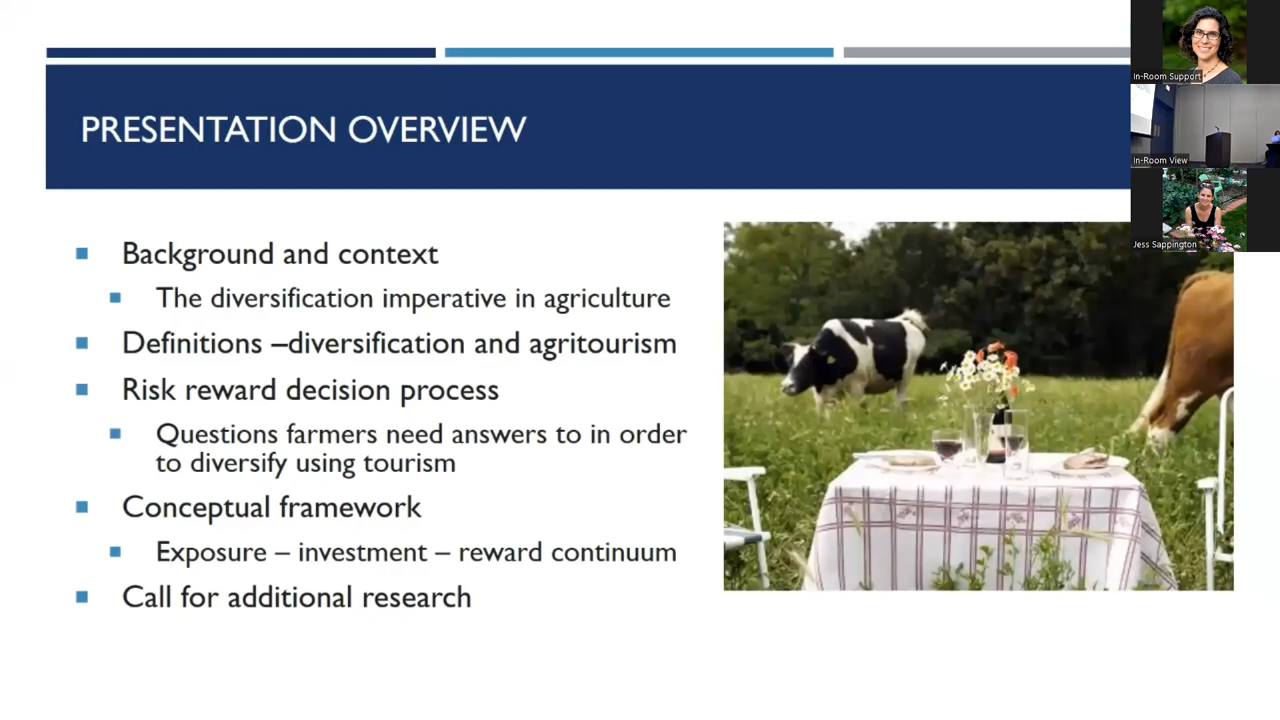 PRESENTATION OVERVIEW
Background and context
The diversification imperative in agriculture
Definitions –diversification and agritourism
Risk reward decision process
Questions farmers need answers to in order
to diversify using tourism
Conceptual framework
Exposure – investment – reward continuum
Call for additional research
In-Room Support
In-Room View
Jess Sappington